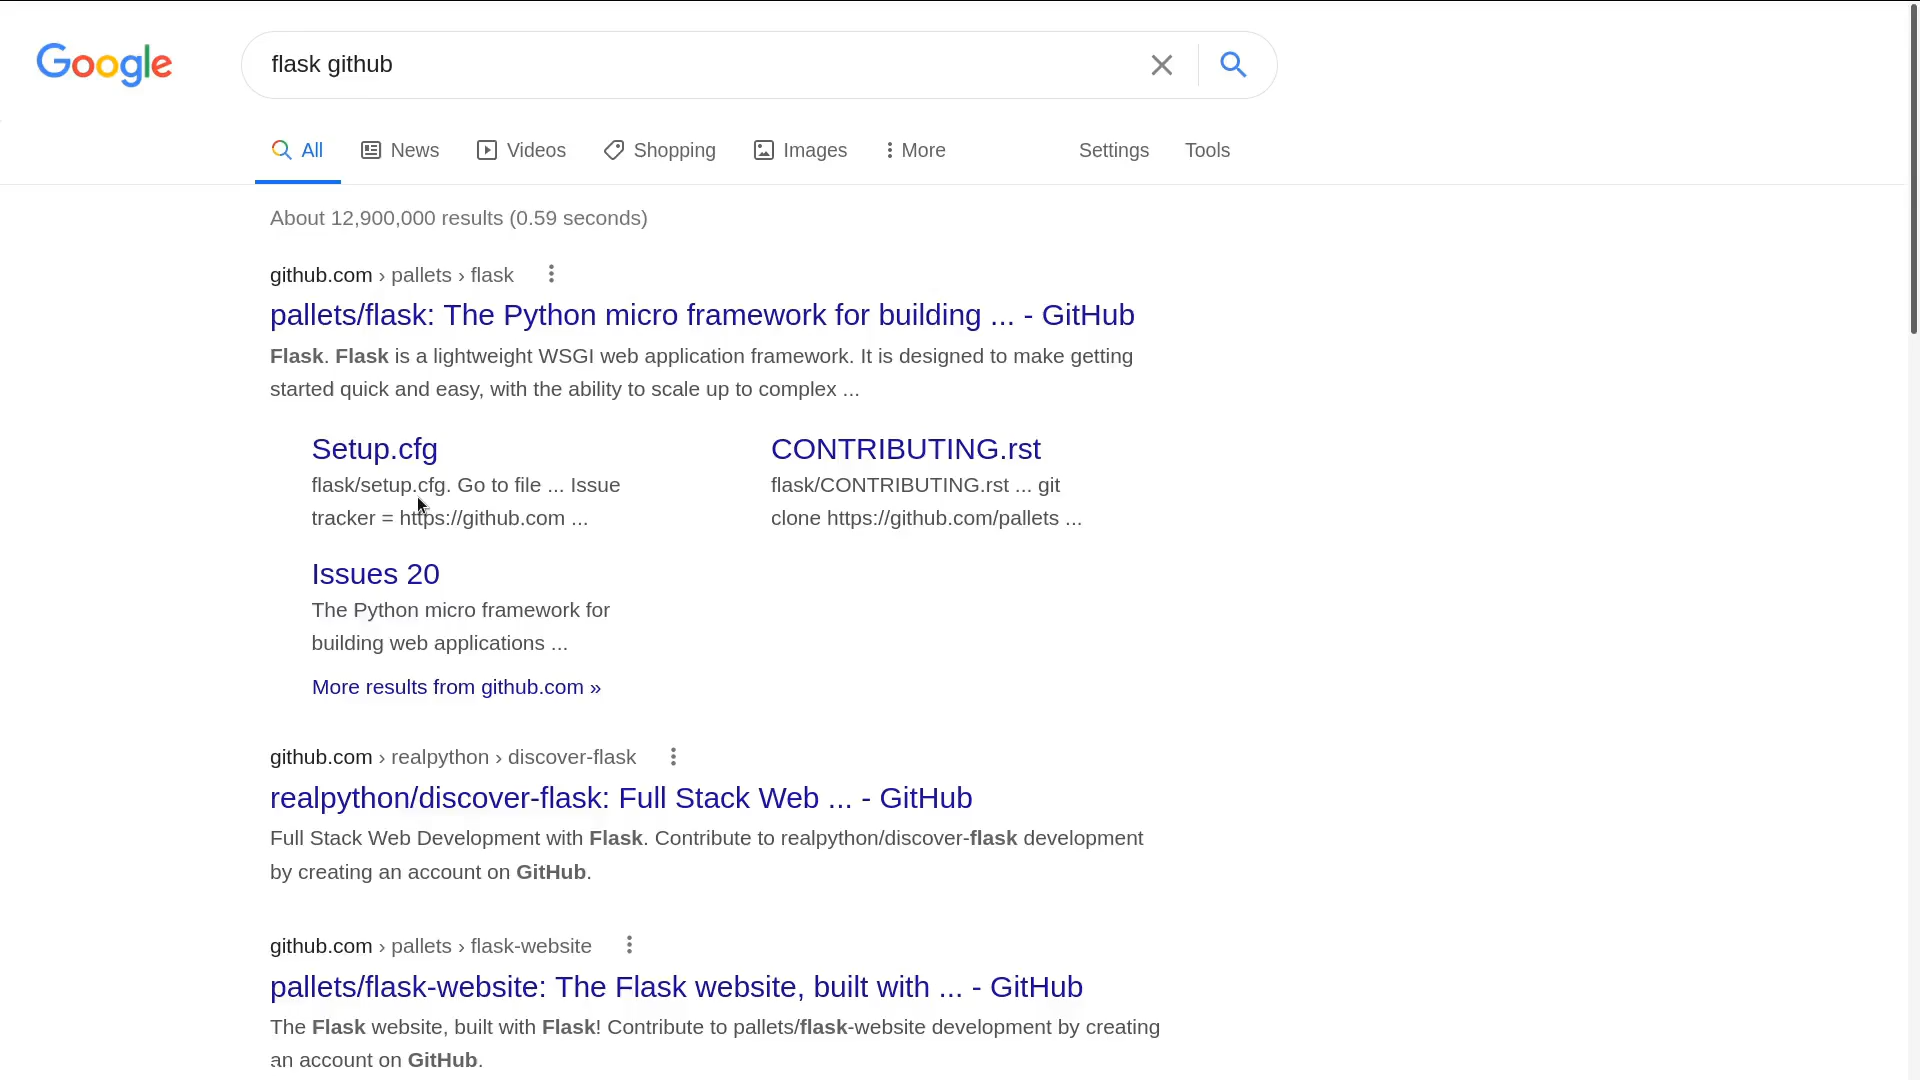 Google
flask github
All News Videos Shopping Images More Settings Tools
About 12,900,000 results (0.59 seconds)
github.com › pallets › flask
pallets/flask: The Python micro framework for building ... - GitHub
Flask. Flask is a lightweight WSGI web application framework. It is designed to make getting
started quick and easy, with the ability to scale up to complex ...
Setup.cfg
flask/setup.cfg. Go to file ... Issue
tracker = https://github.com ...
CONTRIBUTING.rst
flask/CONTRIBUTING.rst ... git
clone https://github.com/pallets ...
Issues 20
The Python micro framework for
building web applications ...
More results from github.com »
github.com › realpython › discover-flask
realpython/discover-flask: Full Stack Web ... - GitHub
Full Stack Web Development with Flask. Contribute to realpython/discover-flask development
by creating an account on GitHub.
github.com › pallets › flask-website
pallets/flask-website: The Flask website, built with ... - GitHub
The Flask website, built with Flask! Contribute to pallets/flask-website development by creating
an account on GitHub.